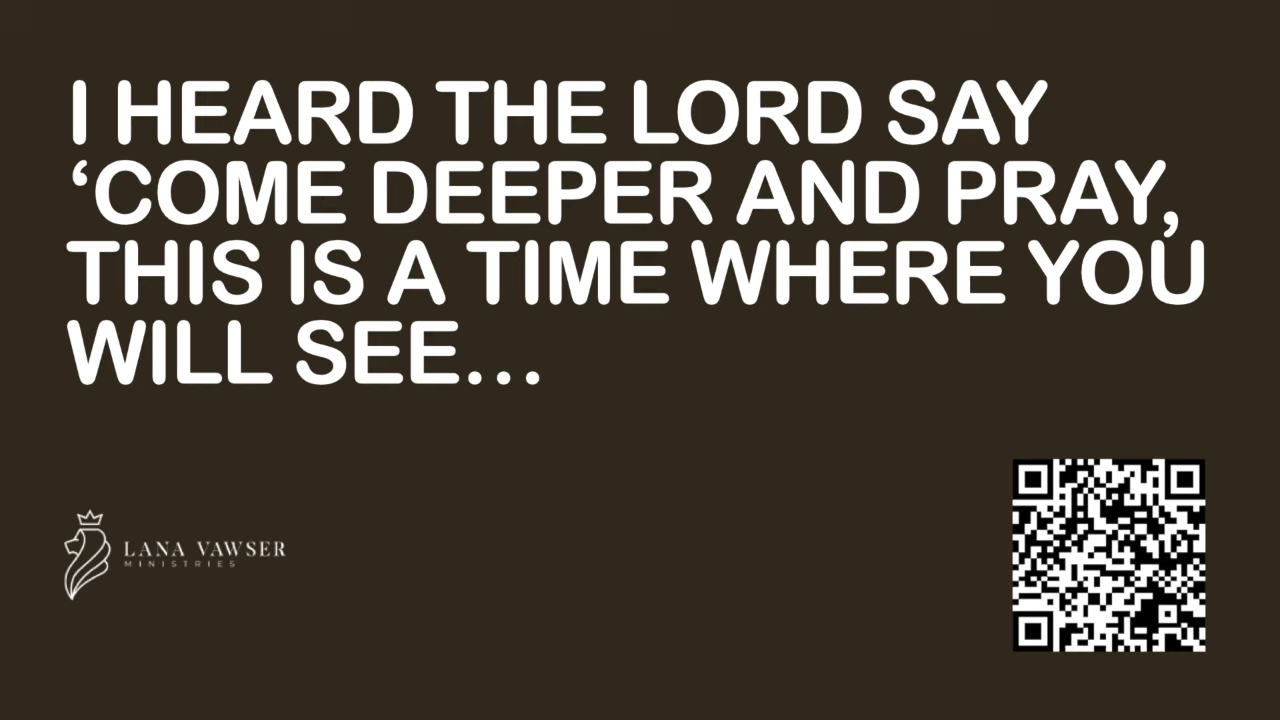 I HEARD THE LORD SAY
‘COME DEEPER AND PRAY,
THIS IS A TIME WHERE YOU
WILL SEE...
LANA VAWSER
MINISTRIES